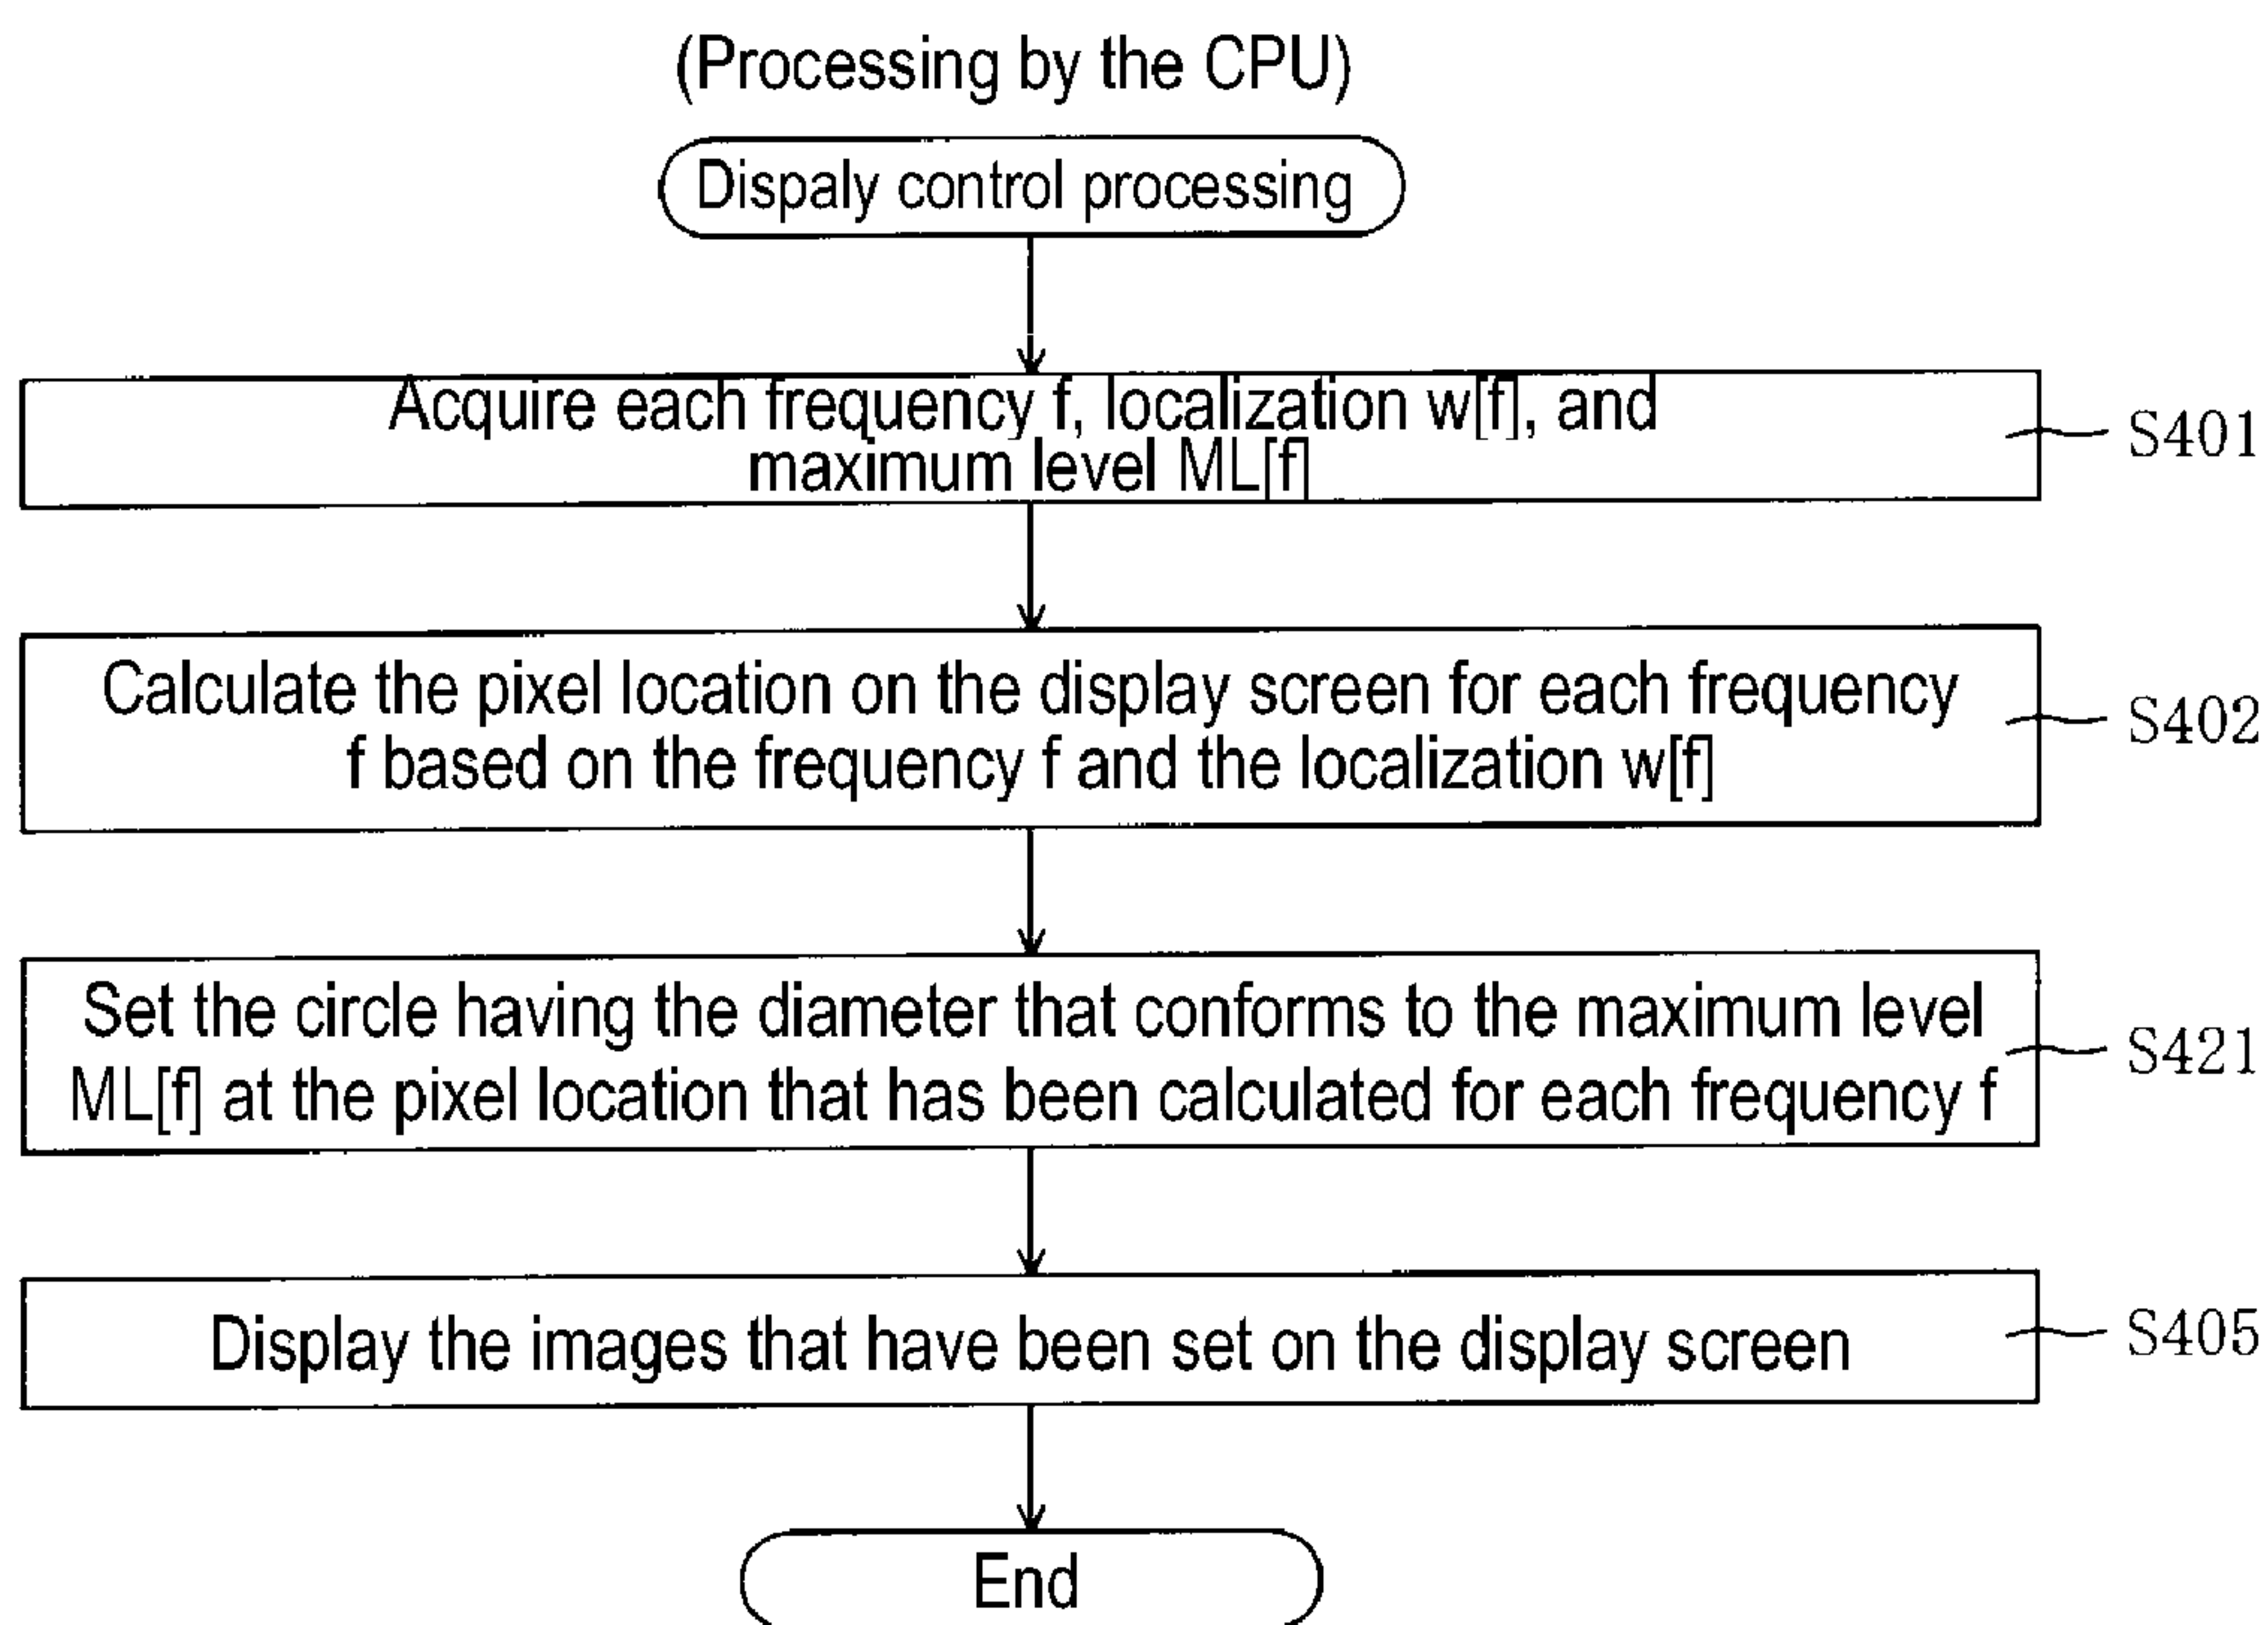 (Processing by the CPU)
Dispaly control processing
Acquire each frequency f, localization w[f], and
maximum level ML[f]
S401
Calculate the pixel location on the display screen for each frequency
f based on the frequency f and the localization w[f]
S402
Set the circle having the diameter that conforms to the maximum level
ML[f] at the pixel location that has been calculated for each frequency f
S421
Display the images that have been set on the display screen
S405
End